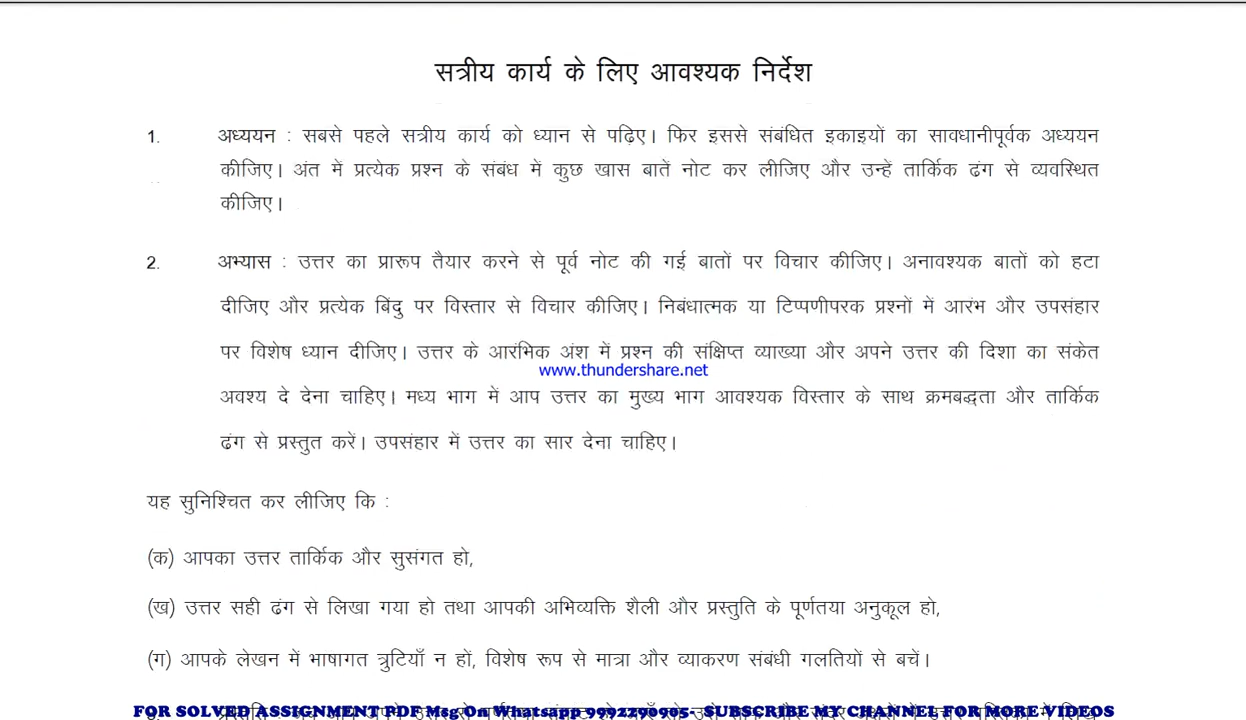 सत्रीय कार्य के लिए आवश्यक निर्देश
1. अध्ययन : सबसे पहले सत्रीय कार्य को ध्यान से पढ़िए। फिर इससे संबंधित इकाइयों का सावधानीपूर्वक अध्ययन
कीजिए। अंत में प्रत्येक प्रश्न के संबंध में कुछ खास बातें नोट कर लीजिए और उन्हें तार्किक ढंग से व्यवस्थित
कीजिए।
2. अभ्यास : उत्तर का प्रारूप तैयार करने से पूर्व नोट की गई बातों पर विचार कीजिए। अनावश्यक बातों को हटा
दीजिए और प्रत्येक बिंदु पर विस्तार से विचार कीजिए। निबंधात्मक या टिप्पणीपरक प्रश्नों में आरंभ और उपसंहार
पर विशेष ध्यान दीजिए। उत्तर के आरंभिक अंश में प्रश्न की संक्षिप्त व्याख्या और अपने उत्तर की दिशा का संकेत
www.thundershare.net
अवश्य दे देना चाहिए। मध्य भाग में आप उत्तर का मुख्य भाग आवश्यक विस्तार के साथ क्रमबद्धता और तार्किक
ढंग से प्रस्तुत करें। उपसंहार में उत्तर का सार देना चाहिए।
यह सुनिश्चित कर लीजिए कि :
(क) आपका उत्तर तार्किक और सुसंगत हो,
(ख) उत्तर सही ढंग से लिखा गया हो तथा आपकी अभिव्यक्ति शैली और प्रस्तुति के पूर्णतया अनुकूल हो,
(ग) आपके लेखन में भाषागत त्रुटियाँ न हों, विशेष रूप से मात्रा और व्याकरण संबंधी गलतियों से बचें।
FOR SOLVED ASSIGNMENT PDF Msg On Whatsapp 9992290905- SUBSCRIBE MY CHANNEL FOR MORE VIDEOS